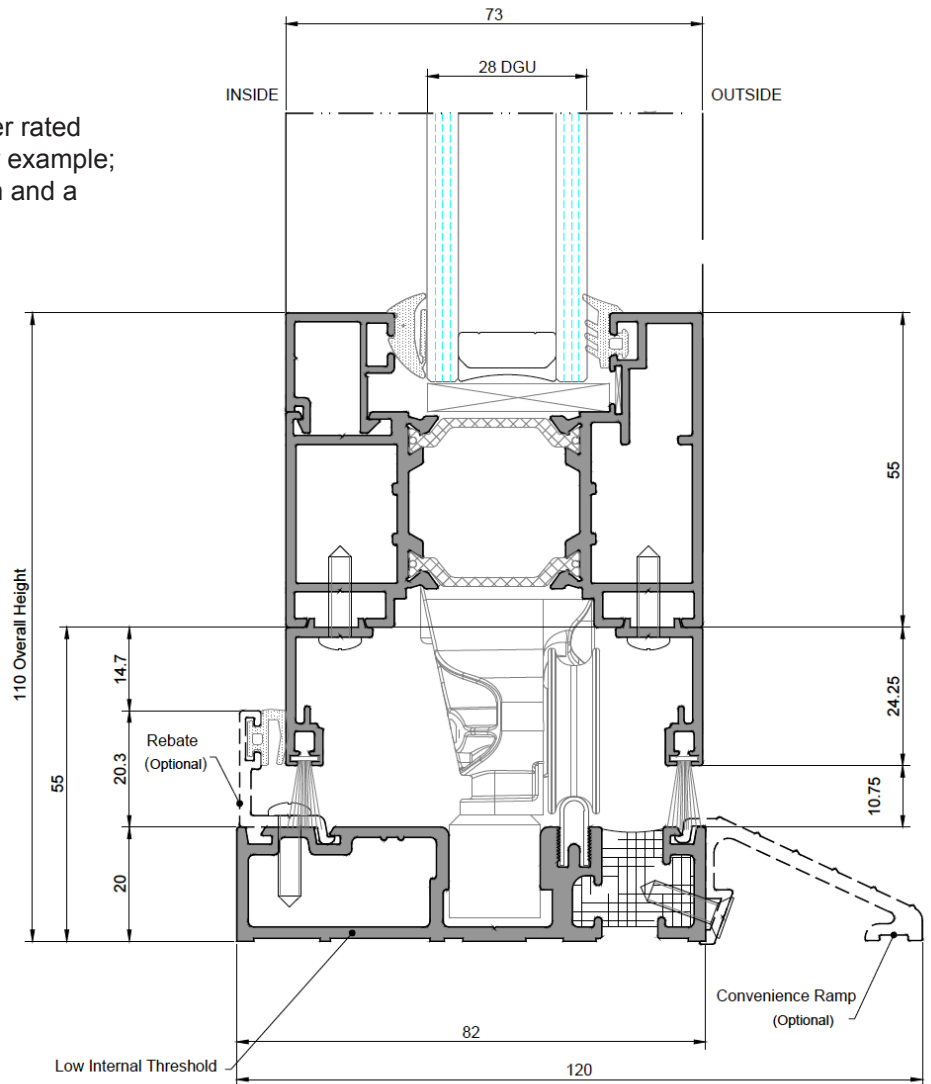 73
28 DGU
INSIDE
OUTSIDE
er rated
example;
and a
110 Overall Height
55
14.7
20.3
20
55
24.25
10.75
Rebate
(Optional)
Convenience Ramp
(Optional)
82
Low Internal Threshold
120